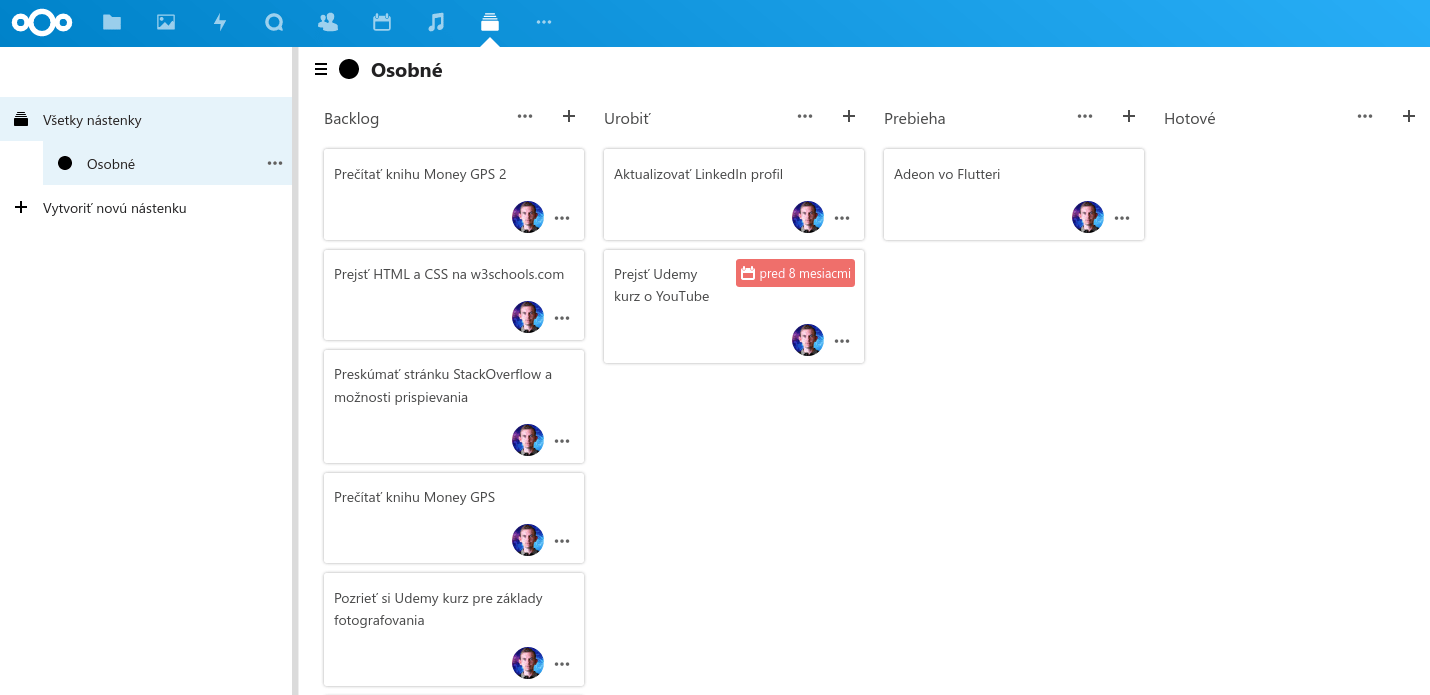 Osobné
Všetky nástenky
Osobné
Vytvoriť novú nástenku
Backlog
Prečítať knihu Money GPS 2
Prejsť HTML a CSS na w3schools.com
Preskúmať stránku StackOverflow a
možnosti prispievania
Prečítať knihu Money GPS
Pozrieť si Udemy kurz pre základy
fotografovania
Urobiť
Aktualizovať LinkedIn profil
Prejsť Udemy
kurz o YouTube
pred 8 mesiacmi
Prebieha
Adeon vo Flutteri
Hotové